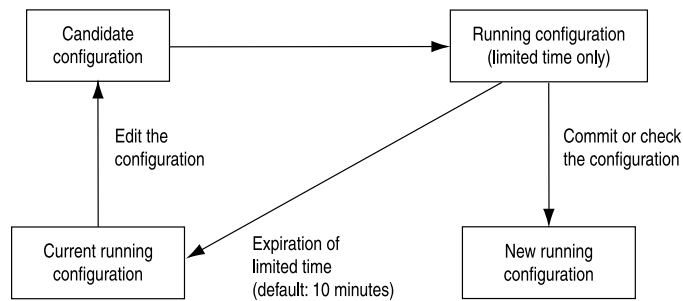 Candidate
configuration
Running configuration
(limited time only)
Edit the
configuration
Commit or check
the configuration
Current running
configuration
Expiration of
limited time
(default: 10 minutes)
New running
configuration